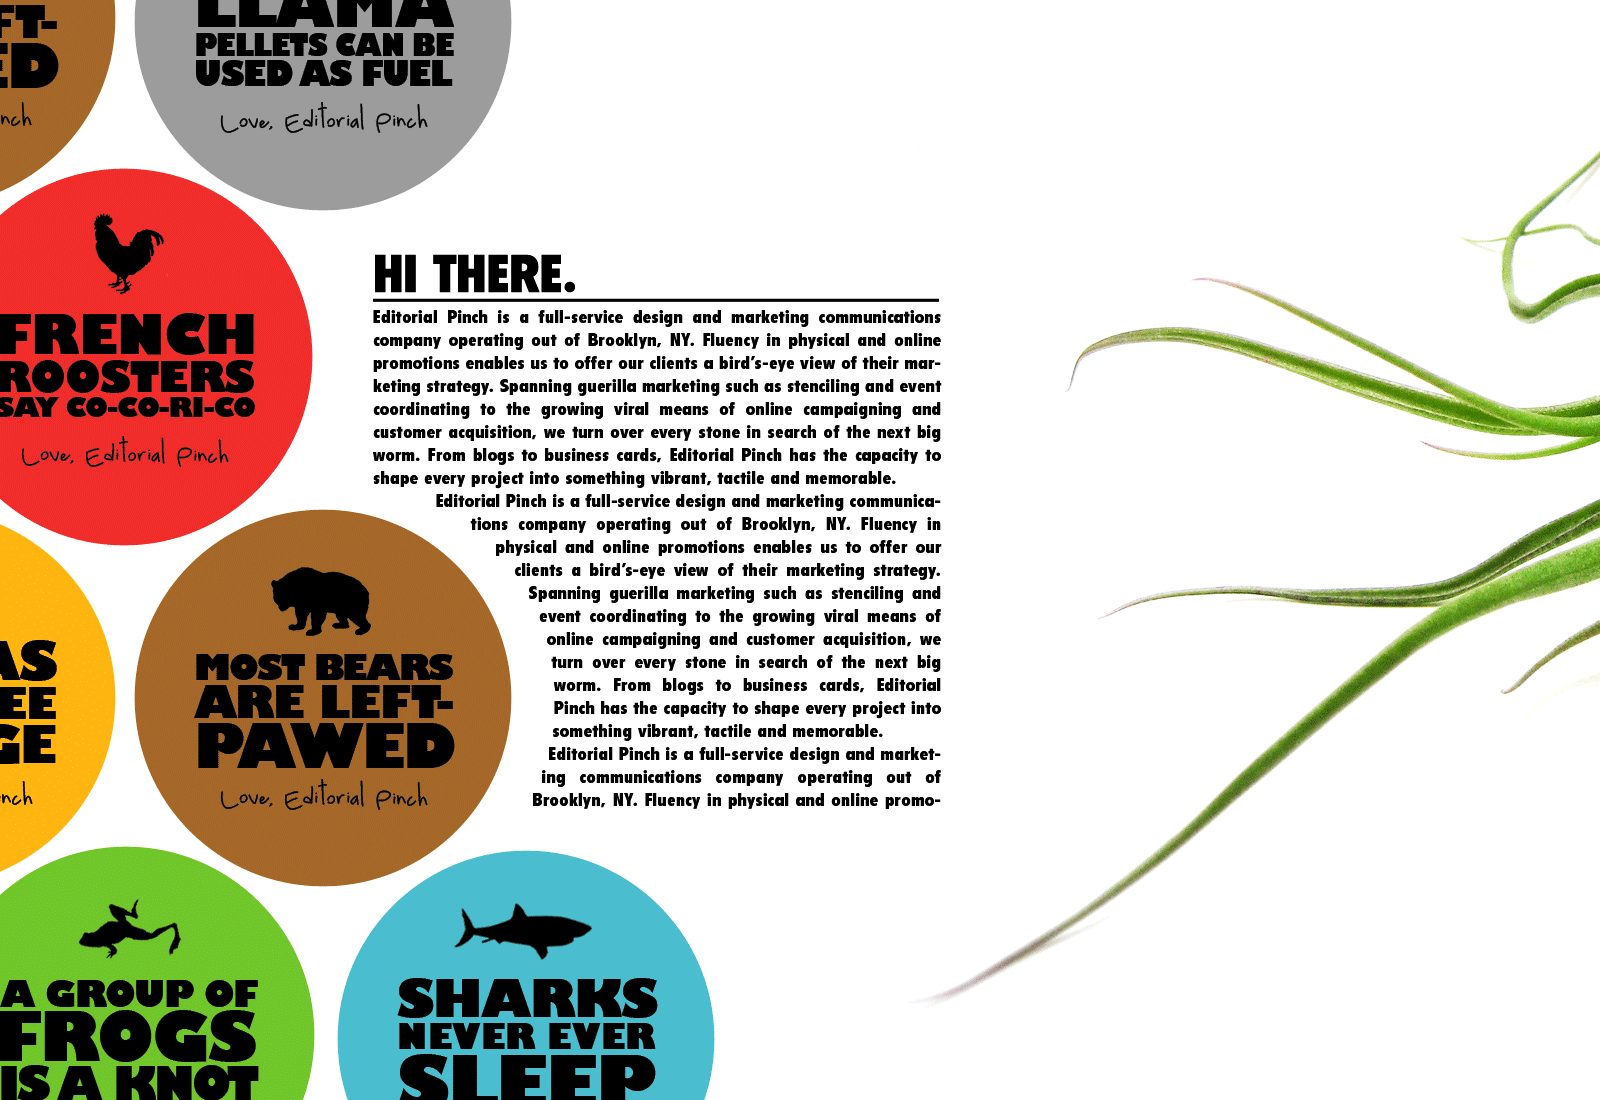 FT-
ED
nch
LLAMA
PELLETS CAN BE
USED AS FUEL
Love, Editorial Pinch
FRENCH
ROOSTERS
SAY CO-CO-RI-CO
Love, Editorial Pinch
HI THERE.
Editorial Pinch is a full-service design and marketing communications
company operating out of Brooklyn, NY. Fluency in physical and online
promotions enables us to offer our clients a bird's-eye view of their mar-
keting strategy. Spanning guerilla marketing such as stenciling and event
coordinating to the growing viral means of online campaigning and
customer acquisition, we turn over every stone in search of the next big
worm. From blogs to business cards, Editorial Pinch has the capacity to
shape every project into something vibrant, tactile and memorable.
Editorial Pinch is a full-service design and marketing communica-
tions company operating out of Brooklyn, NY. Fluency in
physical and online promotions enables us to offer our
clients a bird's-eye view of their marketing strategy.
Spanning guerilla marketing such as stenciling and
event coordinating to the growing viral means of
online campaigning and customer acquisition, we
turn over every stone in search of the next big
worm. From blogs to business cards, Editorial
Pinch has the capacity to shape every project into
something vibrant, tactile and memorable.
Editorial Pinch is a full-service design and market-
ing communications company operating out of
Brooklyn, NY. Fluency in physical and online promo-
AS
EE
GE
nch
MOST BEARS
ARE LEFT-
PAWED
Love, Editorial Pinch
A GROUP OF
FROGS
IS A KNOT
SHARKS
NEVER EVER
SLEEP